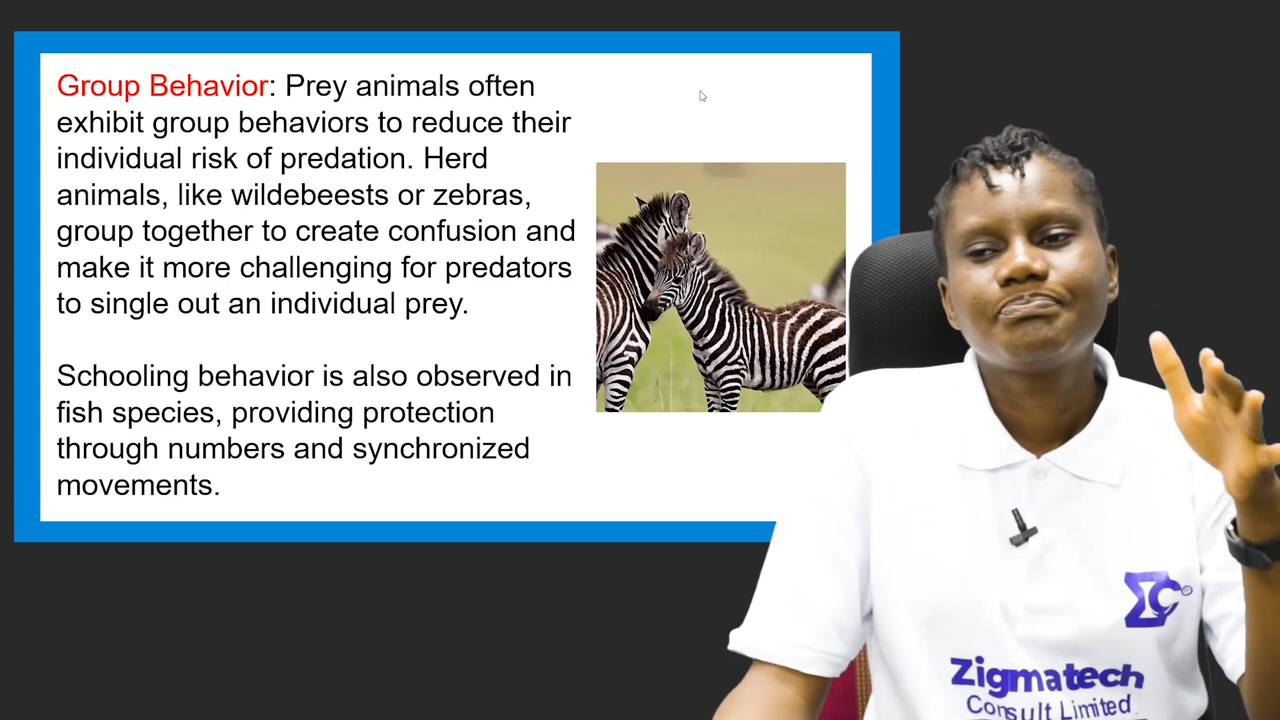 Group Behavior: Prey animals often
exhibit group behaviors to reduce their
individual risk of predation. Herd
animals, like wildebeests or zebras,
group together to create confusion and
make it more challenging for predators
to single out an individual prey.
Schooling behavior is also observed in
fish species, providing protection
through numbers and synchronized
movements.
Zigmatech
Consult Limited